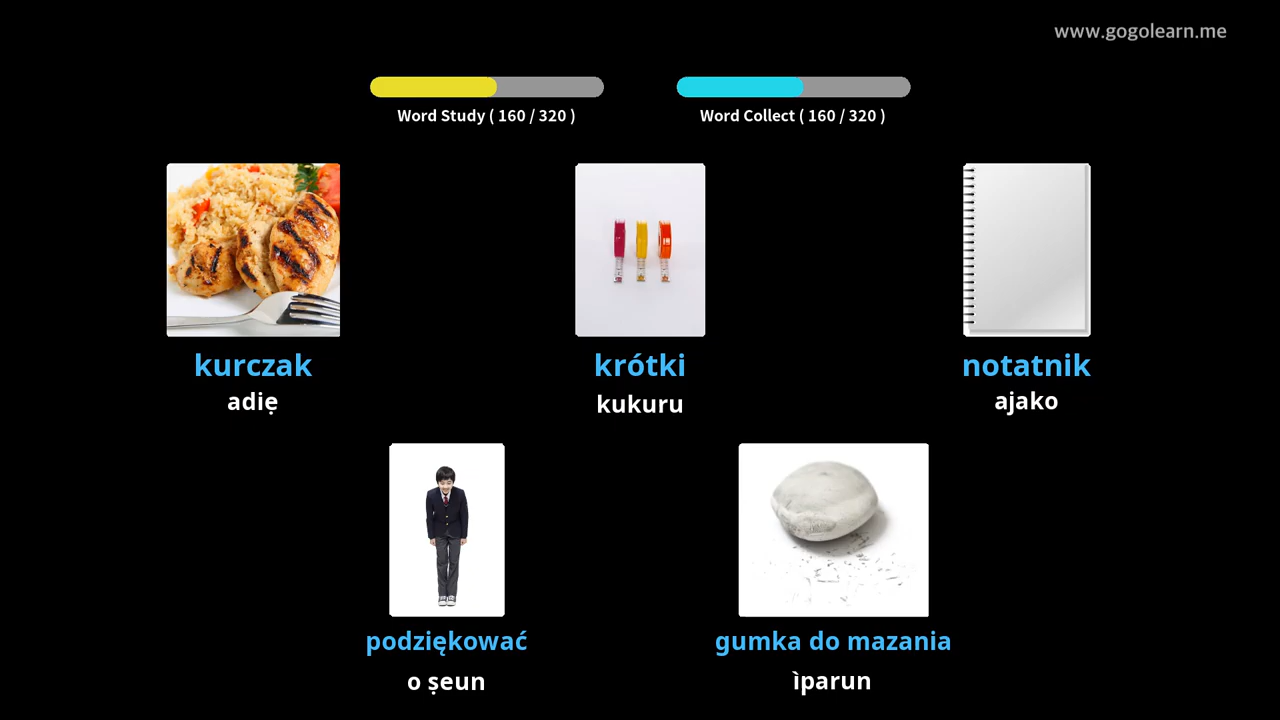 www.gogolearn.me
Word Study ( 160 / 320 )
Word Collect ( 160 / 320 )
kurczak
adiẹ
krótki
kukuru
notatnik
ajako
podziękować
o ṣeun
gumka do mazania
ìparun